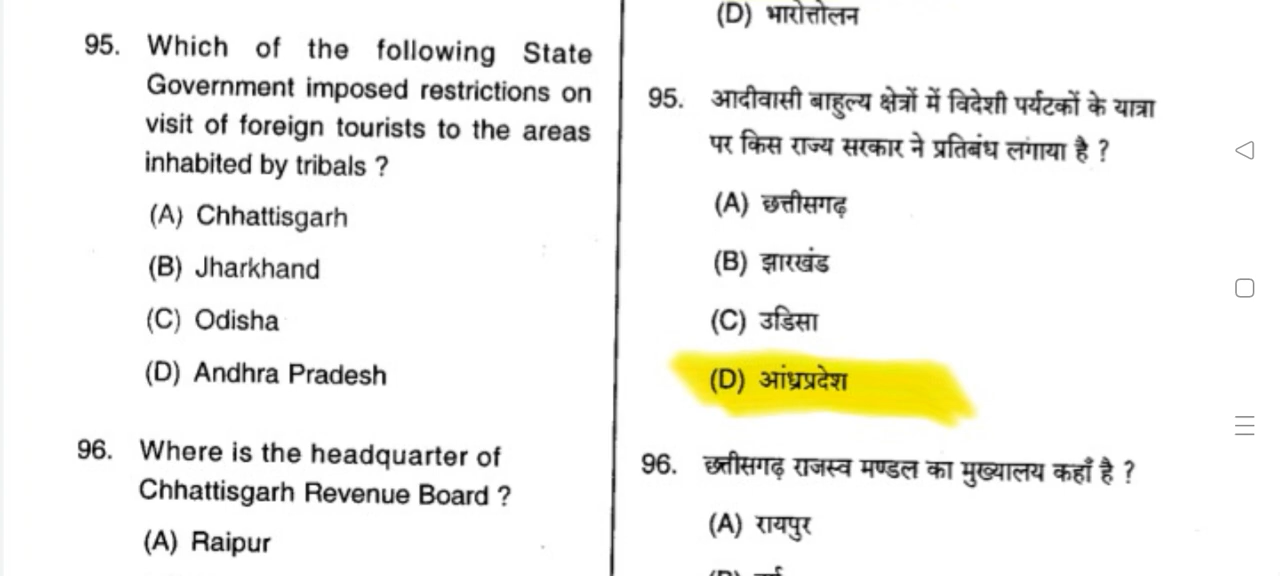 95. Which of the following State
Government imposed restrictions on
visit of foreign tourists to the areas
inhabited by tribals ?
(A) Chhattisgarh
(B) Jharkhand
(C) Odisha
(D) Andhra Pradesh
96. Where is the headquarter of
Chhattisgarh Revenue Board ?
(A) Raipur
(D) भारोत्तोलन
95. आदीवासी बाहुल्य क्षेत्रों में विदेशी पर्यटकों के यात्रा
पर किस राज्य सरकार ने प्रतिबंध लगाया है ?
(A) छत्तीसगढ़
(B) झारखंड
(C) उडिसा
(D) आंध्रप्रदेश
96. छत्तीसगढ़ राजस्व मण्डल का मुख्यालय कहाँ है ?
(A) रायपुर